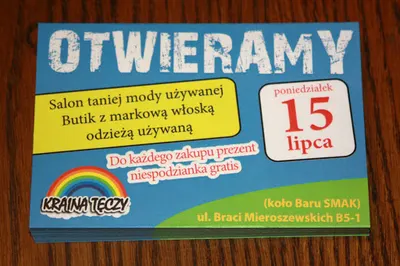 OTWIERAMY
Salon taniej mody używanej
Butik z markową włoską
odzieżą używaną
poniedziałek
15
lipca
Do każdego zakupu prezent
niespodzianka gratis
KRAINA TĘCZY
(koło Baru SMAK)
ul. Braci Mieroszewskich B5-1